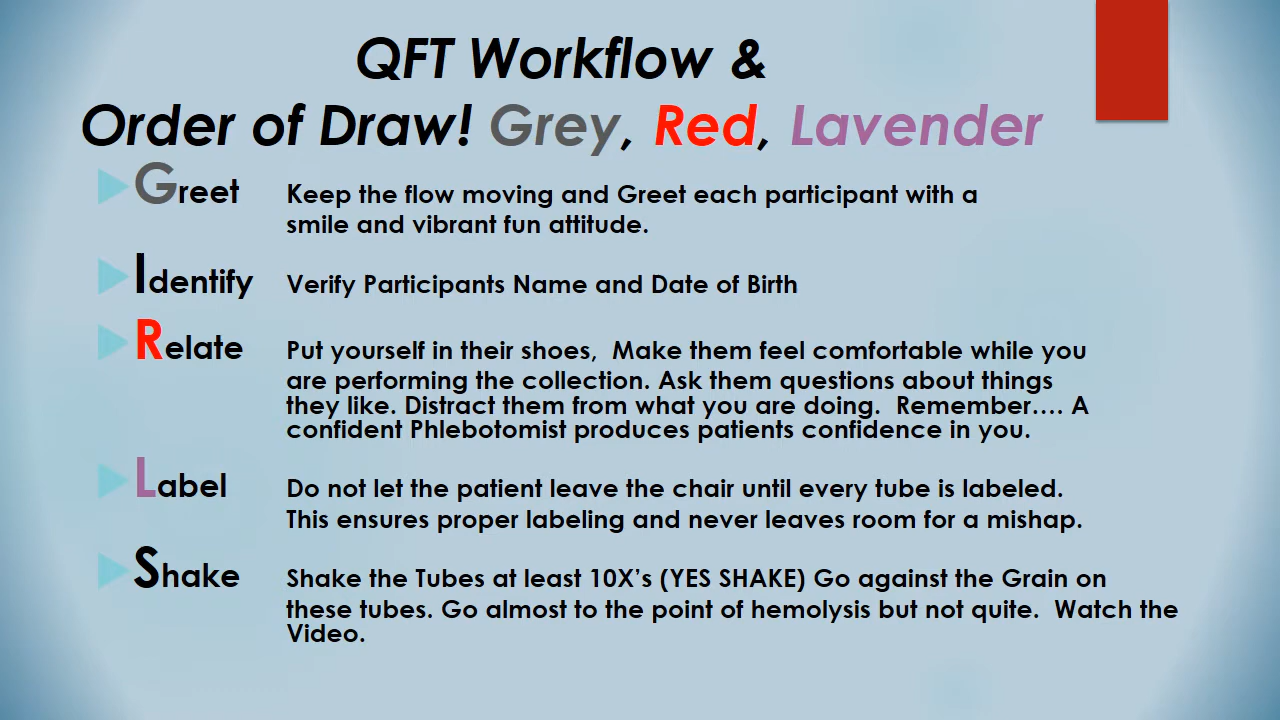 QFT Workflow &
Order of Draw! Grey, Red, Lavender
Greet Keep the flow moving and Greet each participant with a
smile and vibrant fun attitude.
Identify Verify Participants Name and Date of Birth
Relate Put yourself in their shoes, Make them feel comfortable while you
are performing the collection. Ask them questions about things
they like. Distract them from what you are doing. Remember…. A
confident Phlebotomist produces patients confidence in you.
Label Do not let the patient leave the chair until every tube is labeled.
This ensures proper labeling and never leaves room for a mishap.
Shake Shake the Tubes at least 10X’s (YES SHAKE) Go against the Grain on
these tubes. Go almost to the point of hemolysis but not quite. Watch the
Video.